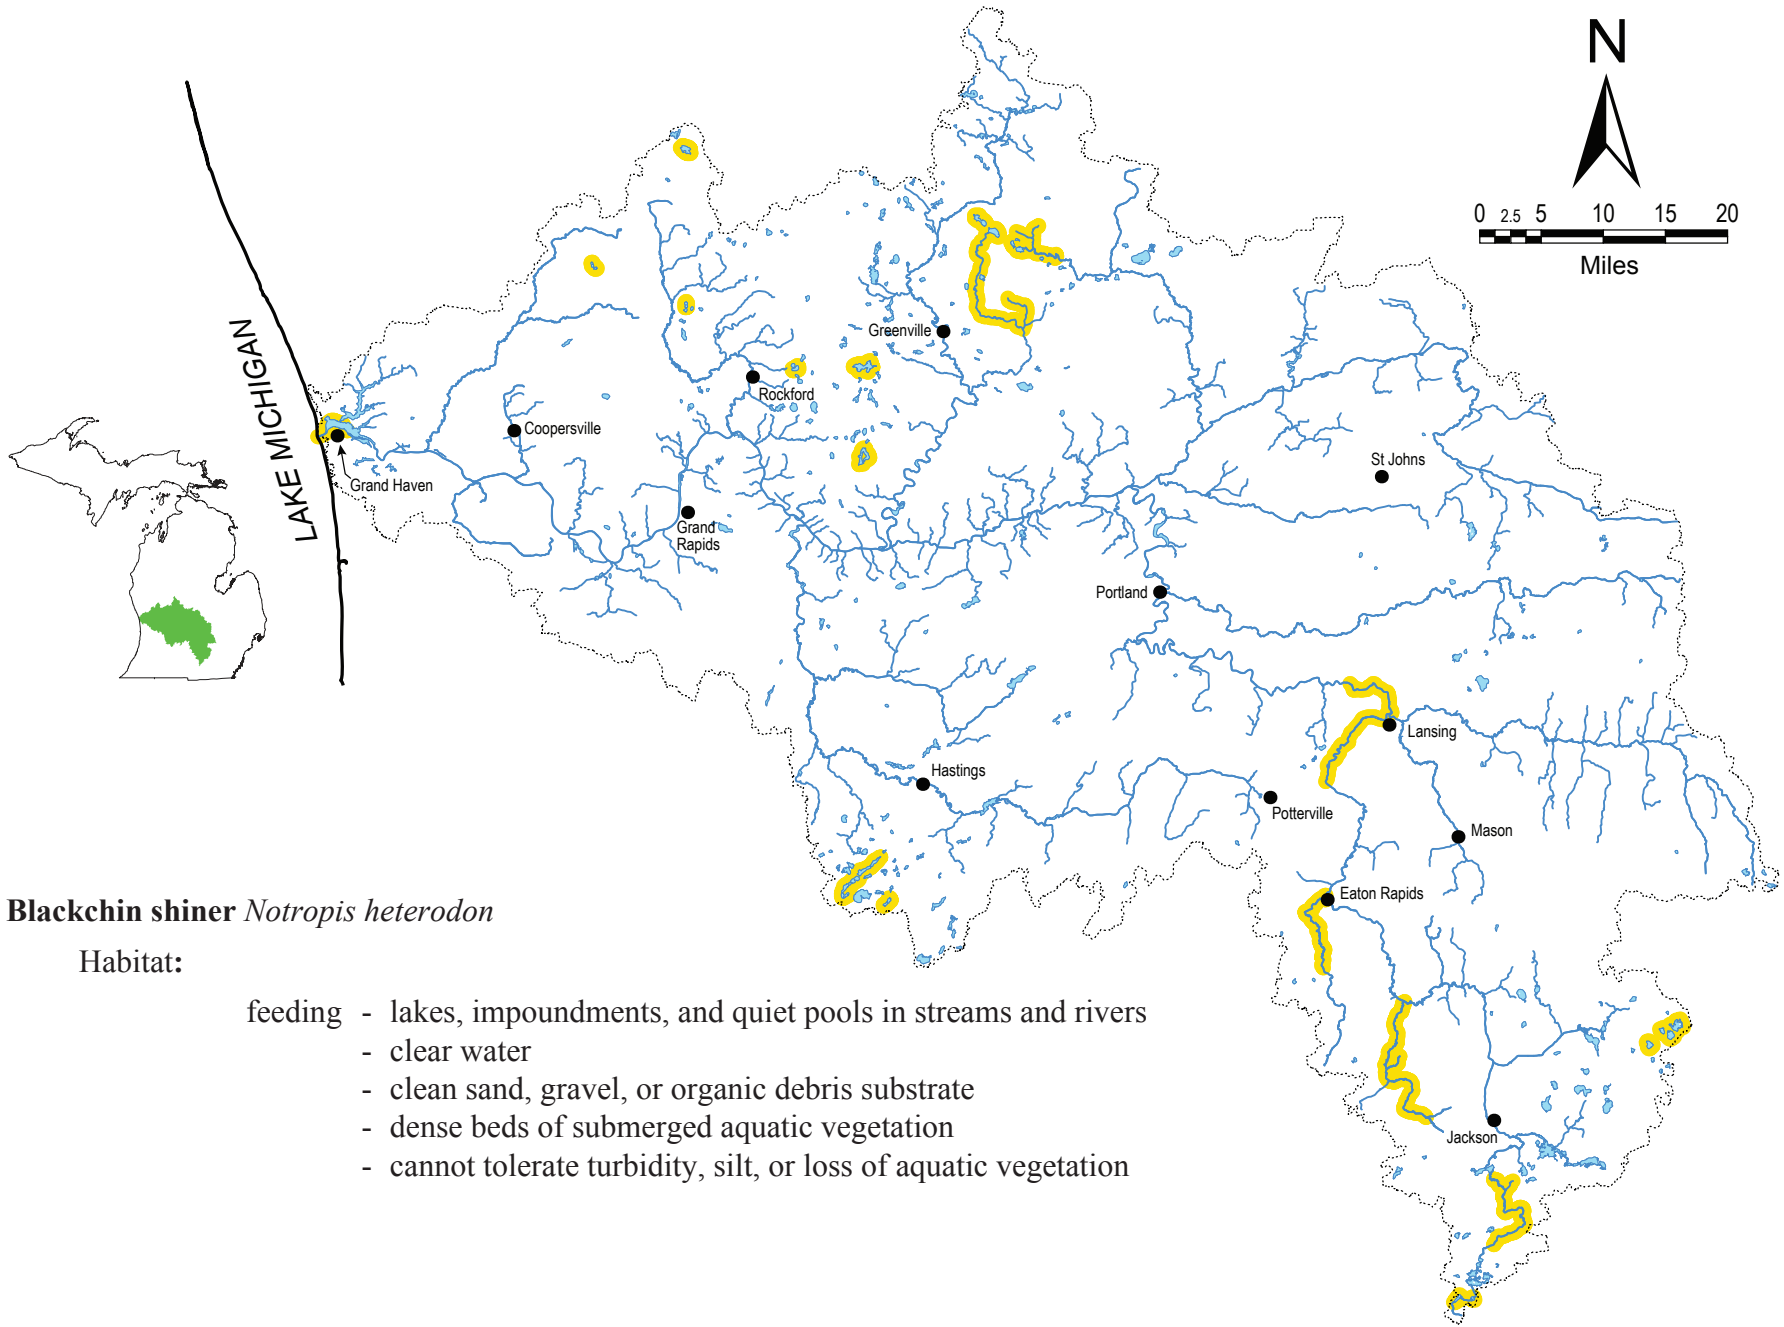 N
0 2.5 5 10 15 20
Miles
LAKE MICHIGAN
Greenville
Rockford
Coopersville
Grand Haven
St Johns
Grand
Rapids
Portland
Lansing
Hastings
Potterville
Mason
Eaton Rapids
Jackson
Blackchin shiner Notropis heterodon
Habitat:
feeding - lakes, impoundments, and quiet pools in streams and rivers
- clear water
- clean sand, gravel, or organic debris substrate
- dense beds of submerged aquatic vegetation
- cannot tolerate turbidity, silt, or loss of aquatic vegetation